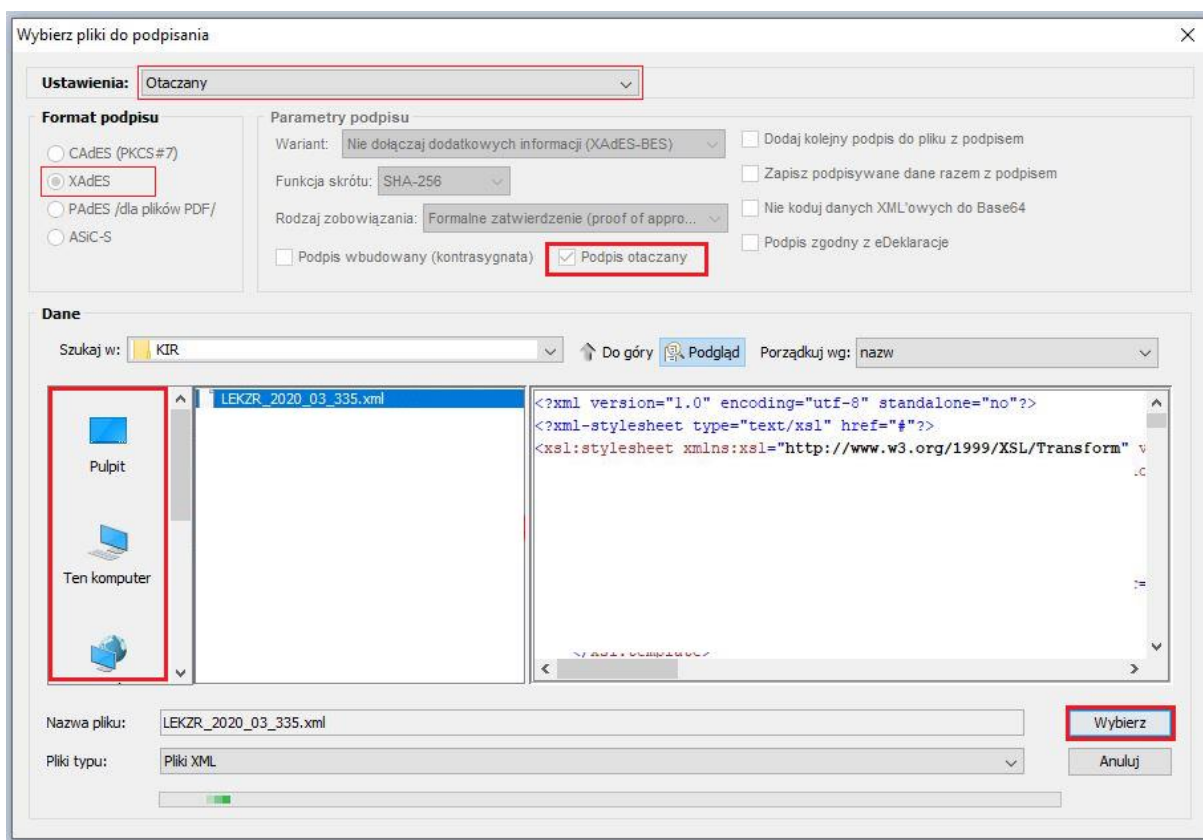 Wybierz pliki do podpisania
Ustawienia: Otaczany
Format podpisu
CAdES (PKCS#7)
XAdES
PAdES /dla plików PDF/
ASiC-S
Parametry podpisu
Wariant: Nie dołączaj dodatkowych informacji (XAdES-BES)
Funkcja skrótu: SHA-256
Rodzaj zobowiązania: Formalne zatwierdzenie (proof of appro...
Podpis wbudowany (kontrasygnata) Podpis otaczany
Dodaj kolejny podpis do pliku z podpisem
Zapisz podpisywane dane razem z podpisem
Nie koduj danych XML'owych do Base64
Podpis zgodny z eDeklaracje
Dane
Szukaj w: KIR Do góry Podgląd Porządkuj wg: nazw
Pulpit
Ten komputer
LEKZR_2020_03_335.xml
<?xml version="1.0" encoding="utf-8" standalone="no"?>
<?xml-stylesheet type="text/xsl" href="#"?>
<xsl:stylesheet xmlns:xsl="http://www.w3.org/1999/XSL/Transform" v
Nazwa pliku: LEKZR_2020_03_335.xml Wybierz
Pliki typu: Pliki XML Anuluj